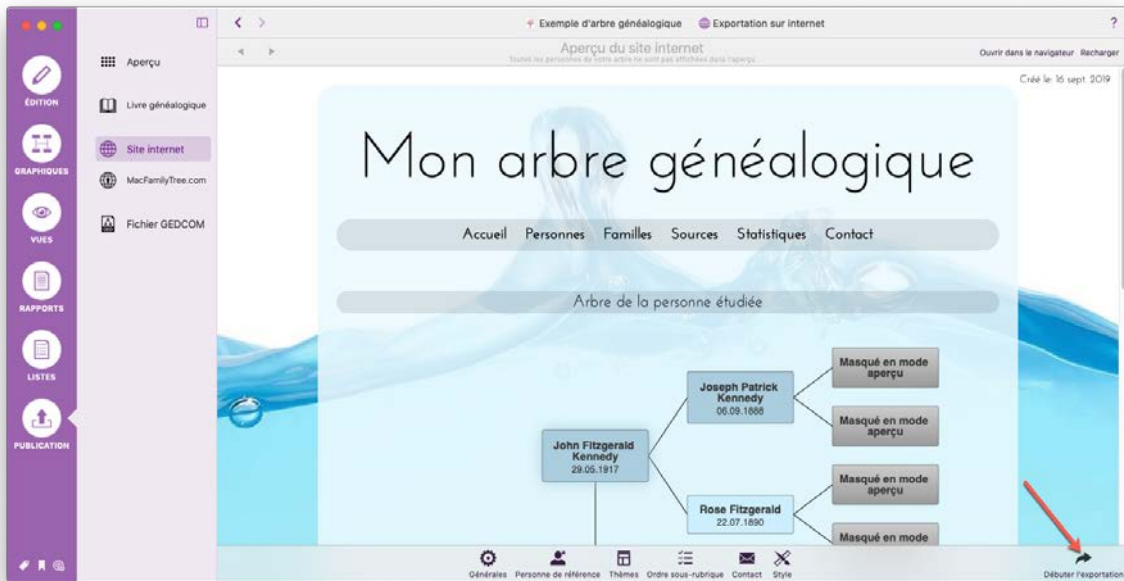 Exemple d'arbre généalogique
Exportation sur internet
?
Aperçu du site internet
Toutes les personnes de votre arbre ne sont pas affichées dans l'aperçu
Ouvrir dans le navigateur
Recharger
ÉDITION
GRAPHIQUES
VUES
RAPPORTS
LISTES
PUBLICATION
Aperçu
Livre généalogique
Site internet
MacFamilyTree.com
Fichier GEDCOM
Créé le: 16 sept. 2019
Mon arbre généalogique
Accueil Personnes Familles Sources Statistiques Contact
Arbre de la personne étudiée
John Fitzgerald
Kennedy
29.05.1917
Joseph Patrick
Kennedy
06.09.1888
Rose Fitzgerald
22.07.1890
Masqué en mode
aperçu
Masqué en mode
aperçu
Masqué en mode
aperçu
Masqué en mode
Générales Personne de référence Thèmes Ordre sous-rubrique Contact Style
Débuter l'exportation